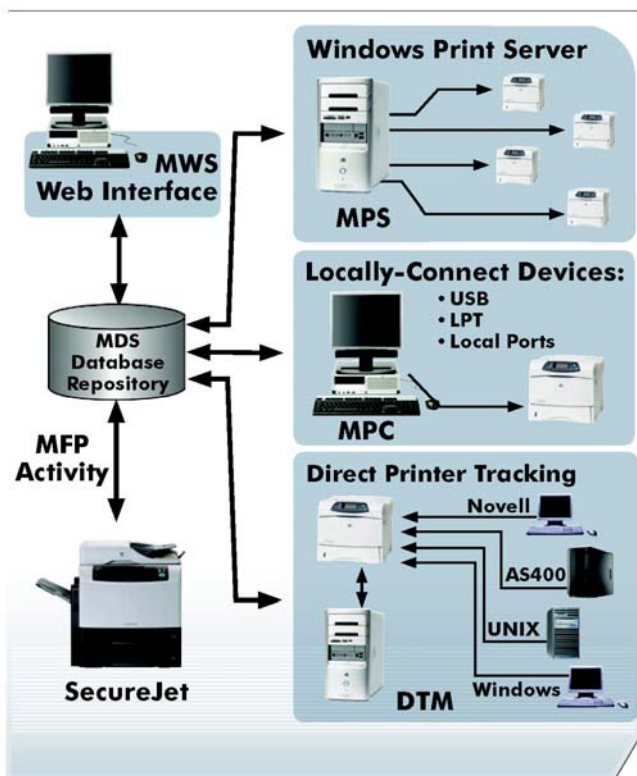 MWS
Web Interface
MDS
Database
Repository
MFP
Activity
SecureJet
Windows Print Server
MPS
Locally-Connect Devices:
• USB
• LPT
• Local Ports
MPC
Direct Printer Tracking
Novell
AS400
UNIX
Windows
DTM